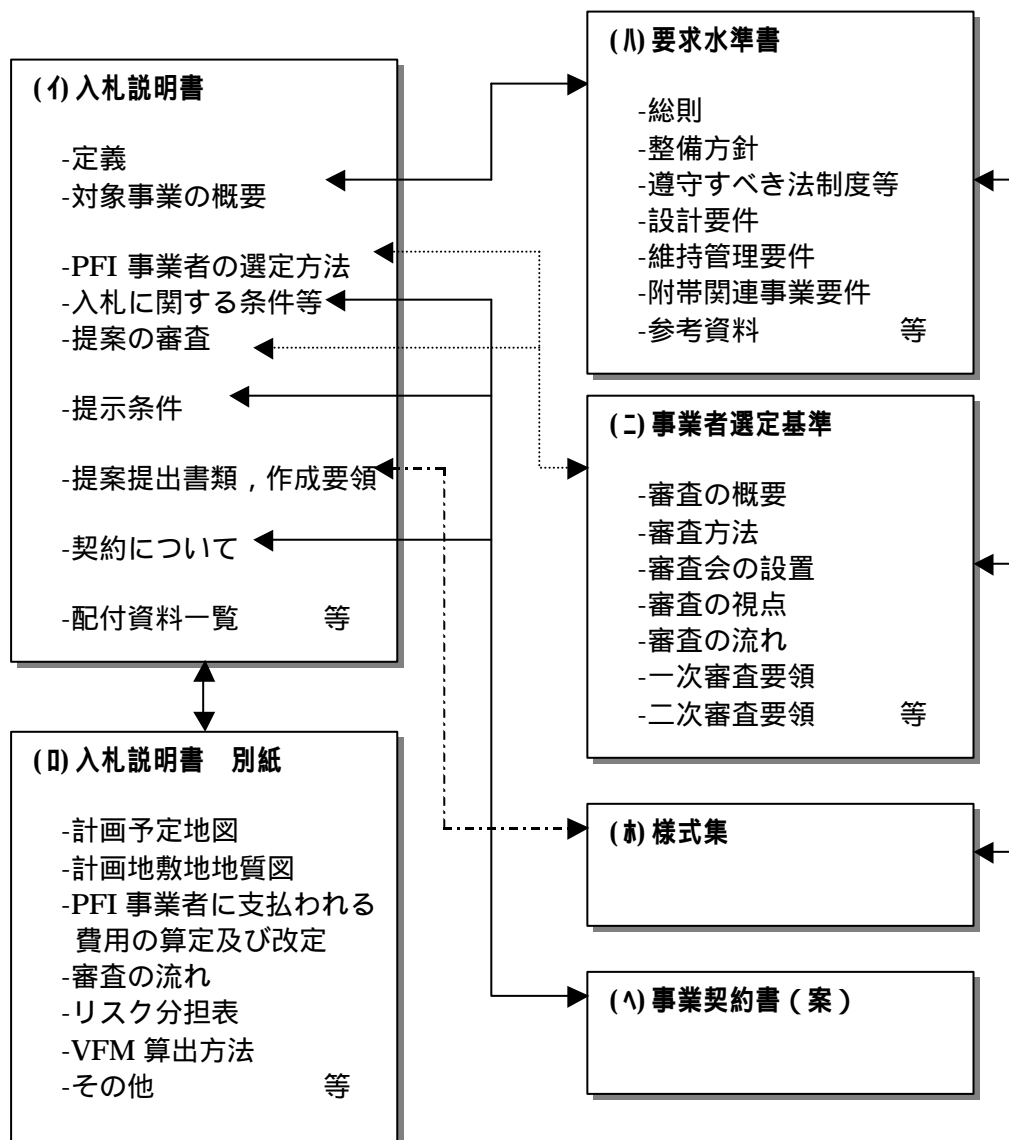 (イ) 入札説明書
-定義
-対象事業の概要
-PFI 事業者の選定方法
-入札に関する条件等
-提案の審査
-提示条件
-提案提出書類，作成要領
-契約について
-配付資料一覧　等
(ロ) 入札説明書　別紙
-計画予定地図
-計画地敷地地質図
-PFI 事業者に支払われる
費用の算定及び改定
-審査の流れ
-リスク分担表
-VFM 算出方法
-その他　等
(ハ) 要求水準書
-総則
-整備方針
-遵守すべき法制度等
-設計要件
-維持管理要件
-附帯関連事業要件
-参考資料　等
(ニ) 事業者選定基準
-審査の概要
-審査方法
-審査会の設置
-審査の視点
-審査の流れ
-一次審査要領
-二次審査要領　等
(ホ) 様式集
(ヘ) 事業契約書（案）